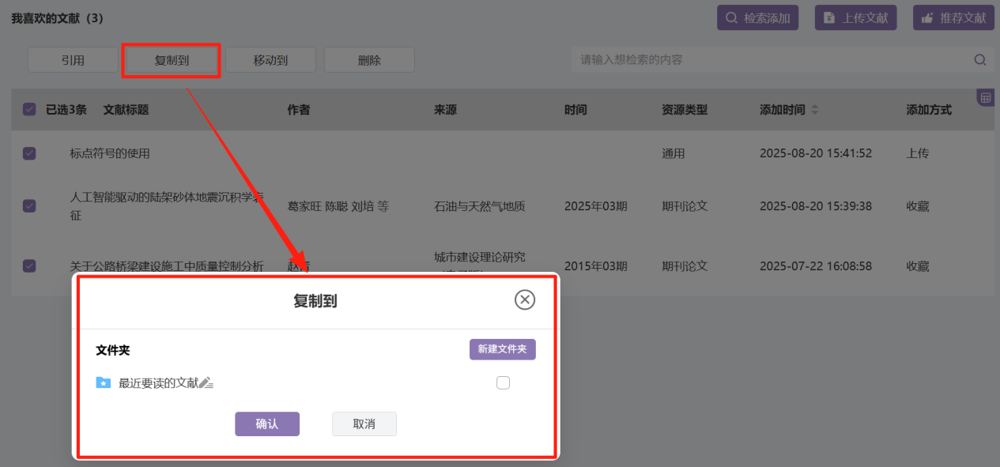 我喜欢的文献（3）
检索添加 上传文献 推荐文献
引用 复制到 移动到 删除 请输入想检索的内容
已选3条 文献标题 作者 来源 时间 资源类型 添加时间 添加方式
标点符号的使用 通用 2025-08-20 15:41:52 上传
人工智能驱动的陆架砂体地震沉积学表
征
葛家旺 陈聪 刘培 等 石油与天然气地质 2025年03期 期刊论文 2025-08-20 15:39:38 收藏
关于公路桥梁建设施工中质量控制分析
城市建设理论研究
2015年03期 期刊论文 2025-07-22 16:08:58 收藏
复制到
文件夹 新建文件夹
最近要读的文献
确认 取消